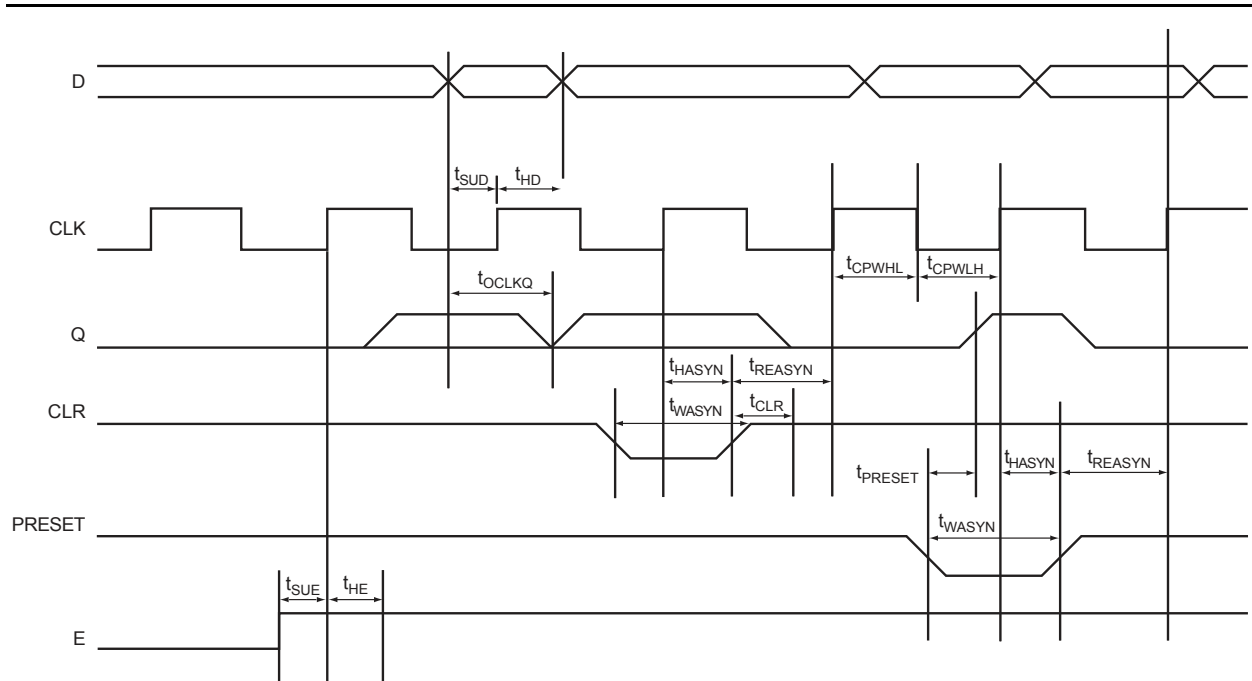 D
tSUD tHD
CLK
tCPWHL tCPWLH
tOCLKQ
Q
tHASYN tREASYN
CLR
tWASYN tCLR
tPRESET tHASYN tREASYN
PRESET
tWASYN
tSUE tHE
E